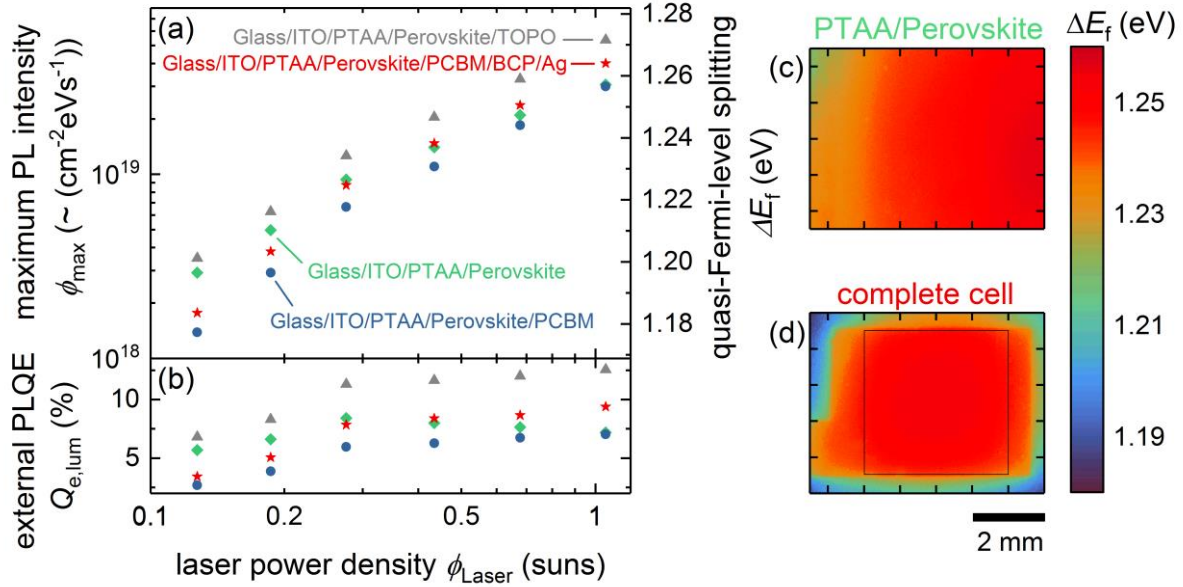 (a)
Glass/ITO/PTAA/Perovskite/TOPO
Glass/ITO/PTAA/Perovskite/PCBM/BCP/Ag
Glass/ITO/PTAA/Perovskite
Glass/ITO/PTAA/Perovskite/PCBM
maximum PL intensity
ϕmax (~ (cm-2eVs-1))
10^19
10^18
1.28
1.26
1.24
1.22
1.20
1.18
quasi-Fermi-level splitting
ΔEf (eV)
(b)
external PLQE
Qe,lum (%)
10
5
0.1
0.2
0.5
1
laser power density ϕLaser (suns)
PTAA/Perovskite
(c)
complete cell
(d)
2 mm
ΔEf (eV)
1.25
1.23
1.21
1.19